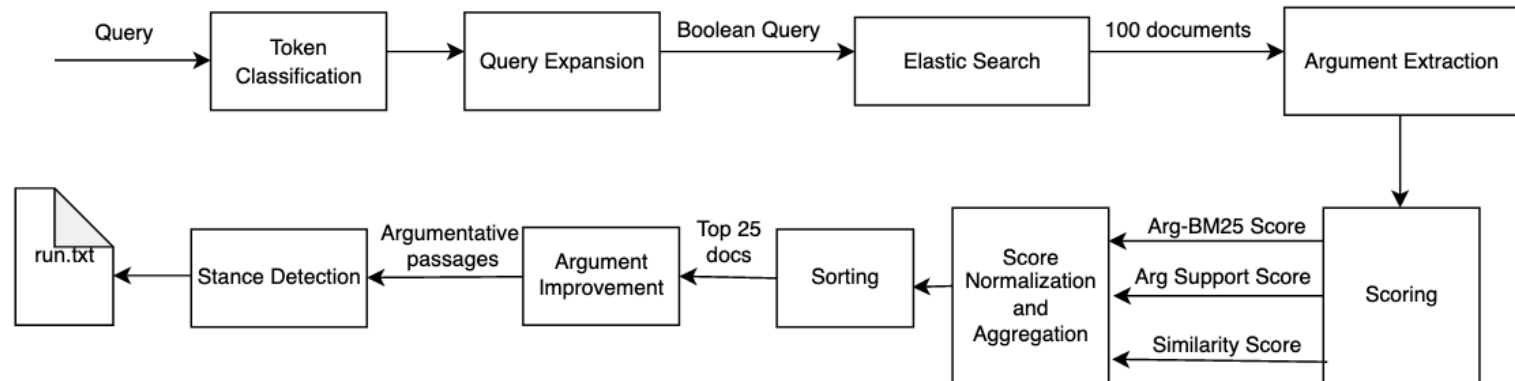 Query
Token
Classification
Query Expansion
Boolean Query
Elastic Search
100 documents
Argument Extraction
Scoring
Arg-BM25 Score
Arg Support Score
Similarity Score
Score
Normalization
and
Aggregation
Sorting
Top 25
docs
Argument
Improvement
Argumentative
passages
Stance Detection
run.txt